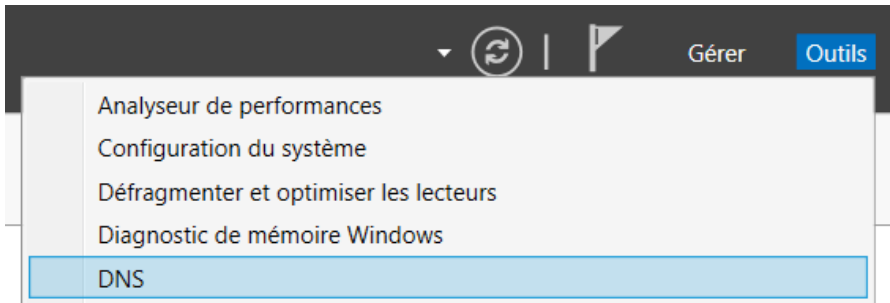 Gérer Outils
Analyseur de performances
Configuration du système
Défragmenter et optimiser les lecteurs
Diagnostic de mémoire Windows
DNS